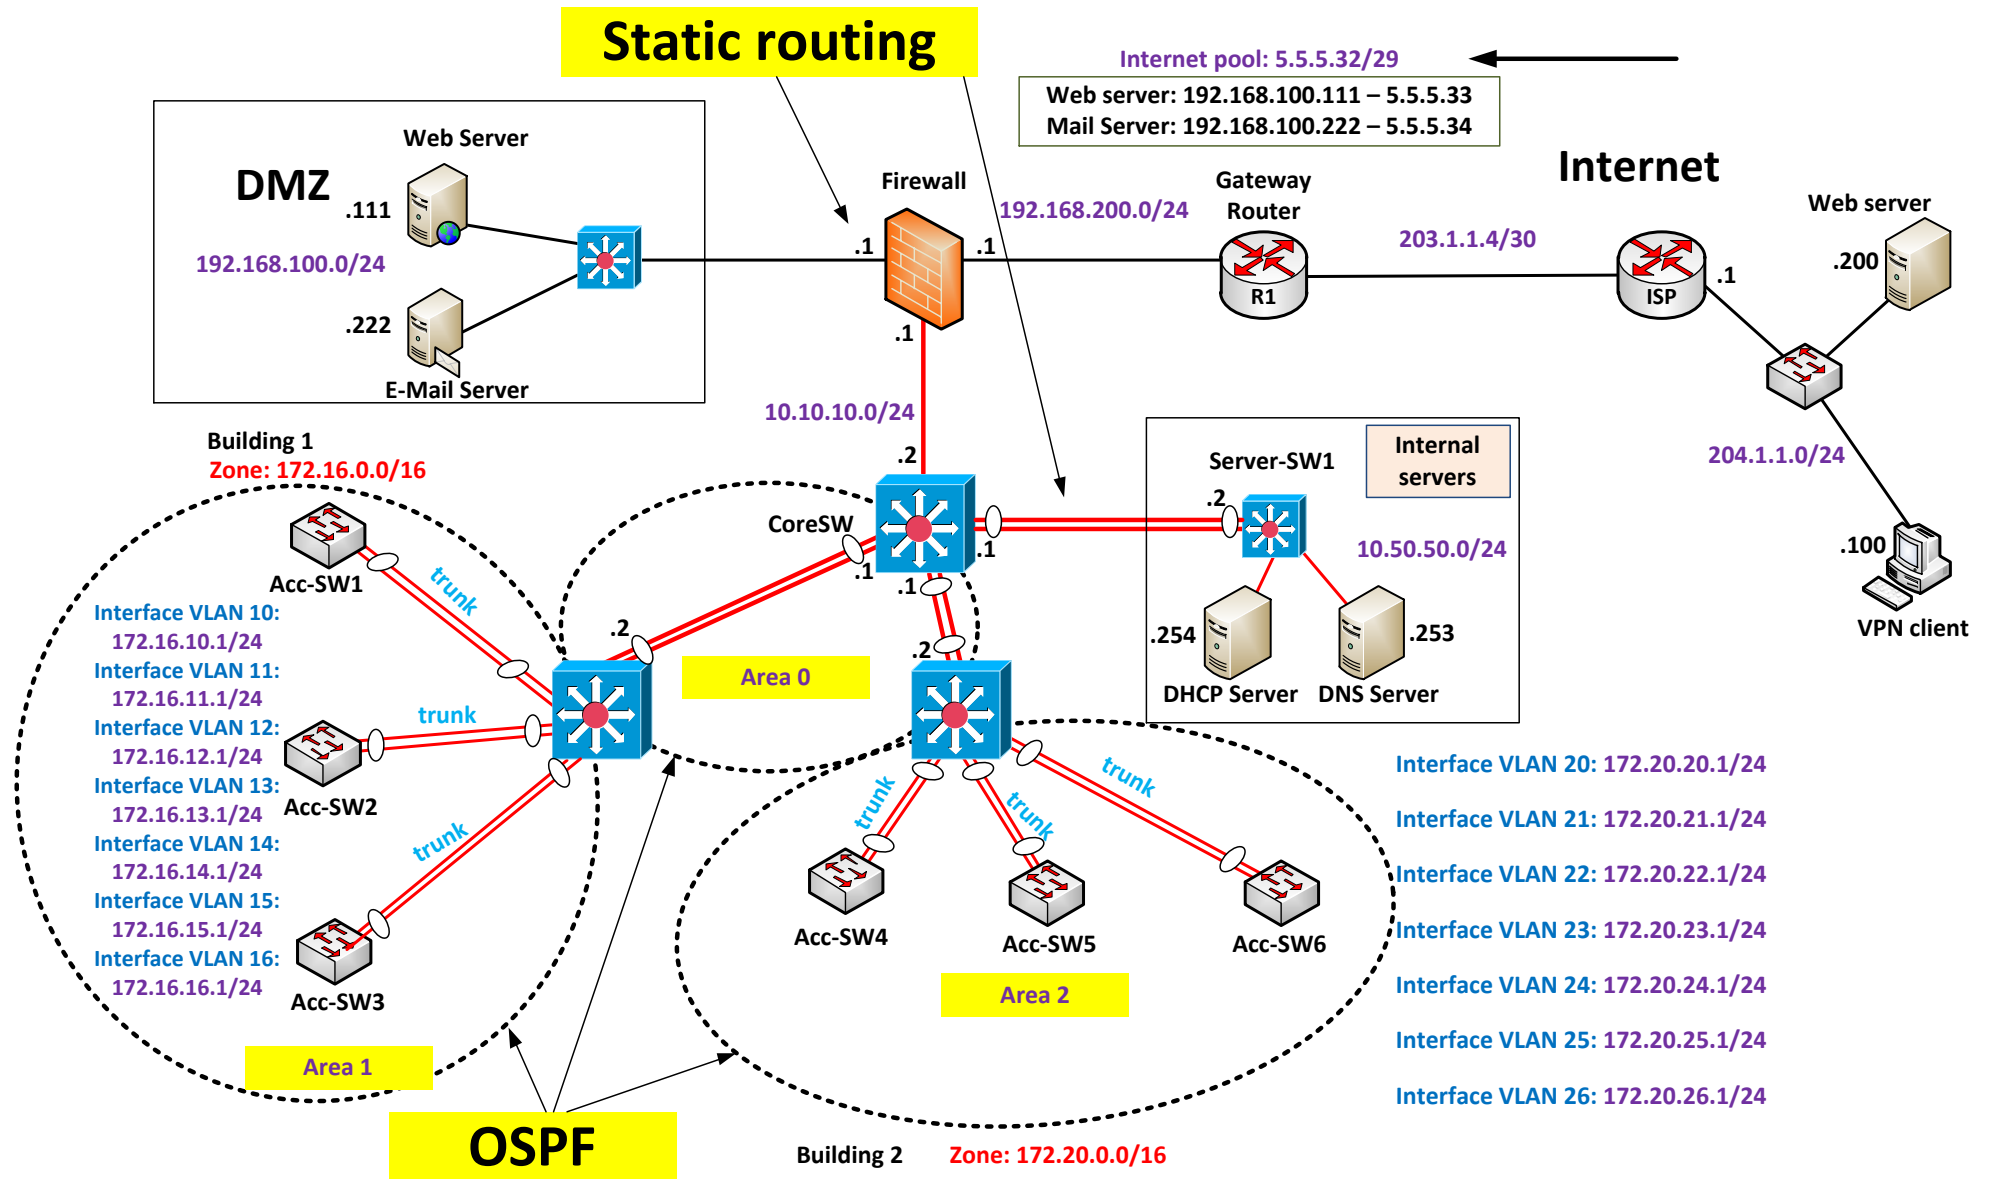 Static routing
Internet pool: 5.5.5.32/29
Web server: 192.168.100.111 – 5.5.5.33
Mail Server: 192.168.100.222 – 5.5.5.34
Internet
DMZ
Web Server
.111
192.168.100.0/24
.222
E-Mail Server
Firewall
.1
.1
.1
192.168.200.0/24
Gateway
Router
R1
203.1.1.4/30
ISP
.1
Web server
.200
204.1.1.0/24
.100
VPN client
10.10.10.0/24
.2
CoreSW
.1
.1
.1
Internal
servers
Server-SW1
.2
10.50.50.0/24
.254
.253
DHCP Server
DNS Server
Building 1
Zone: 172.16.0.0/16
Acc-SW1
trunk
Interface VLAN 10:
172.16.10.1/24
Interface VLAN 11:
172.16.11.1/24
Interface VLAN 12:
172.16.12.1/24
Interface VLAN 13:
172.16.13.1/24
Interface VLAN 14:
172.16.14.1/24
Interface VLAN 15:
172.16.15.1/24
Interface VLAN 16:
172.16.16.1/24
trunk
Acc-SW2
trunk
Acc-SW3
Area 1
.2
Area 0
.2
trunk
trunk
trunk
Acc-SW4
Acc-SW5
Acc-SW6
Area 2
Interface VLAN 20: 172.20.20.1/24
Interface VLAN 21: 172.20.21.1/24
Interface VLAN 22: 172.20.22.1/24
Interface VLAN 23: 172.20.23.1/24
Interface VLAN 24: 172.20.24.1/24
Interface VLAN 25: 172.20.25.1/24
Interface VLAN 26: 172.20.26.1/24
OSPF
Building 2 Zone: 172.20.0.0/16